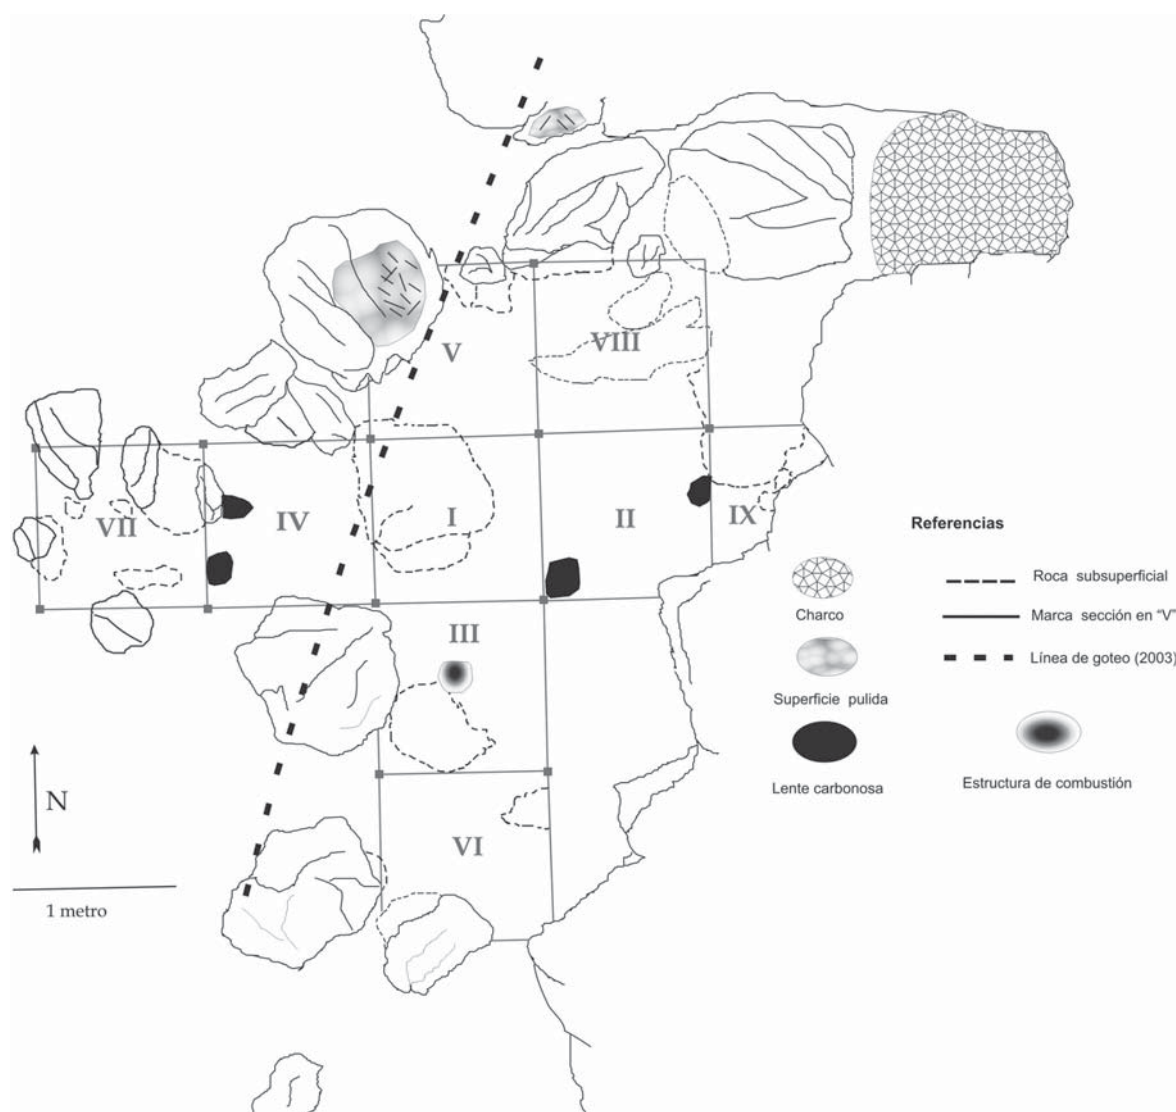 V
VIII
VII
IV
I
II
IX
III
VI
N
1 metro
Referencias
Charco
Superficie pulida
Lente carbonosa
Roca subsuperficial
Marca sección en “V”
Línea de goteo (2003)
Estructura de combustión